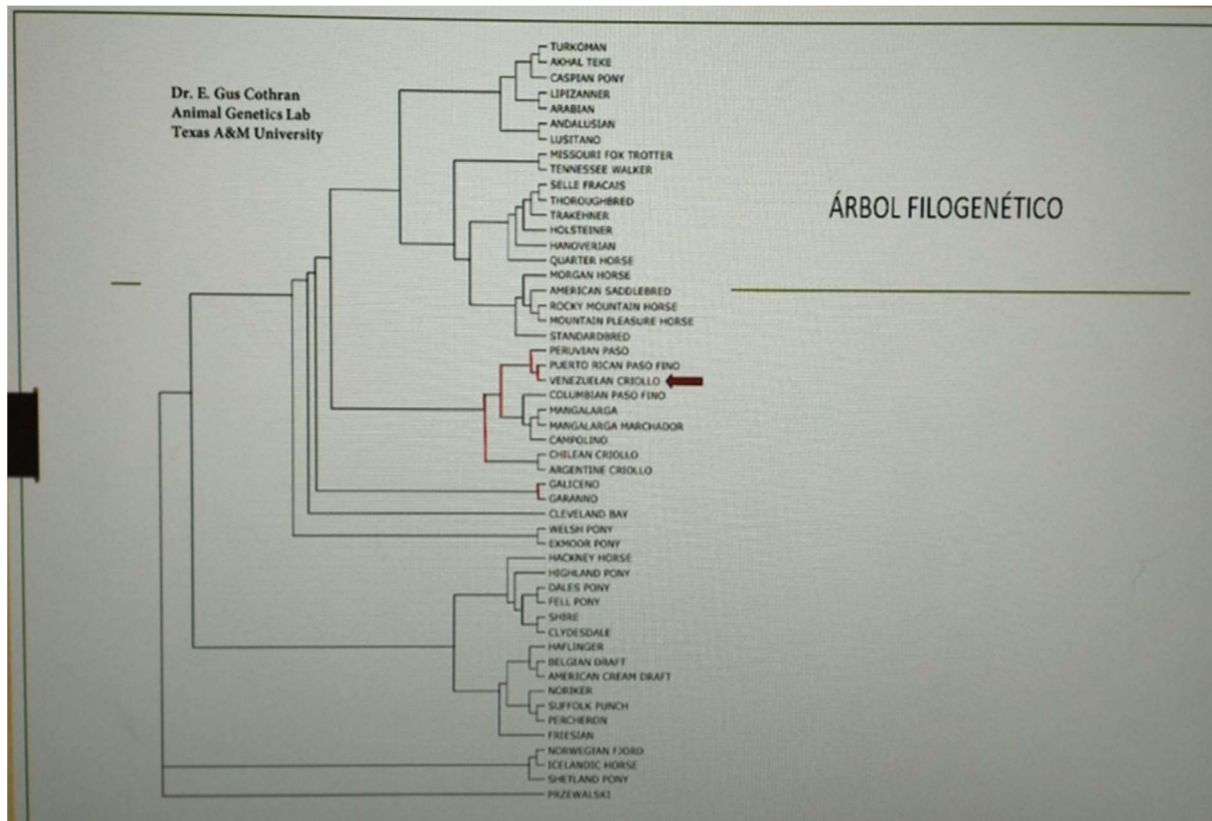 Dr. E. Gus Cothran
Animal Genetics Lab
Texas A&M University
ÁRBOL FILOGENÉTICO
TURKOMAN
AKHAL TEKE
CASPIAN PONY
LIPIZANNER
ARABIAN
ANDALUSIAN
LUSITANO
MISSOURI FOX TROTTER
TENNESSEE WALKER
SELLE FRACAIS
THOROUGHBRED
TRAKEHNER
HOLSTEINER
HANOVERIAN
QUARTER HORSE
MORGAN HORSE
AMERICAN SADDLEBRED
ROCKY MOUNTAIN HORSE
MOUNTAIN PLEASURE HORSE
STANDARDBRED
PERUVIAN PASO
PUERTO RICAN PASO FINO
VENEZUELAN CRIOLLO
COLUMBIAN PASO FINO
MANGALARGA
MANGALARGA MARCHADOR
CAMPOLINO
CHILEAN CRIOLLO
ARGENTINE CRIOLLO
GALICENO
GARANNO
CLEVELAND BAY
WELSH PONY
EXMOOR PONY
HACKNEY HORSE
HIGHLAND PONY
DALES PONY
FELL PONY
SHIRE
CLYDESDALE
HAFLINGER
BELGIAN DRAFT
AMERICAN CREAM DRAFT
NORIKER
SUFFOLK PUNCH
PERCHERON
FRIESIAN
NORWEGIAN FJORD
ICELANDIC HORSE
SHETLAND PONY
PRZEWALSKI